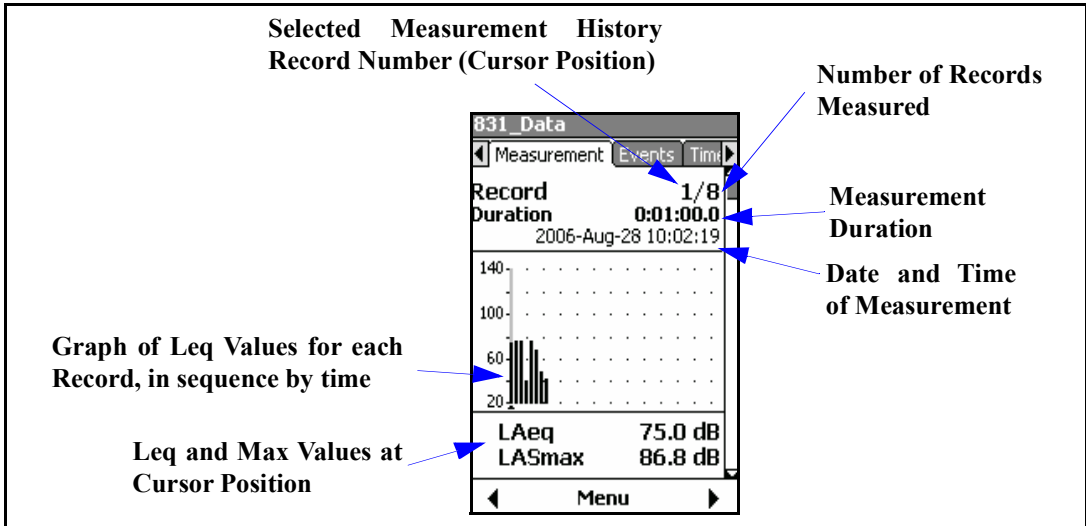 Selected Measurement History
Record Number (Cursor Position)
Number of Records
Measured
831_Data
Measurement Events Time
Record 1/8
Duration 0:01:00.0
2006-Aug-28 10:02:19
Measurement
Duration
Date and Time
of Measurement
140
100
60
20
Graph of Leq Values for each
Record, in sequence by time
LAeq 75.0 dB
LASmax 86.8 dB
Leq and Max Values at
Cursor Position
Menu